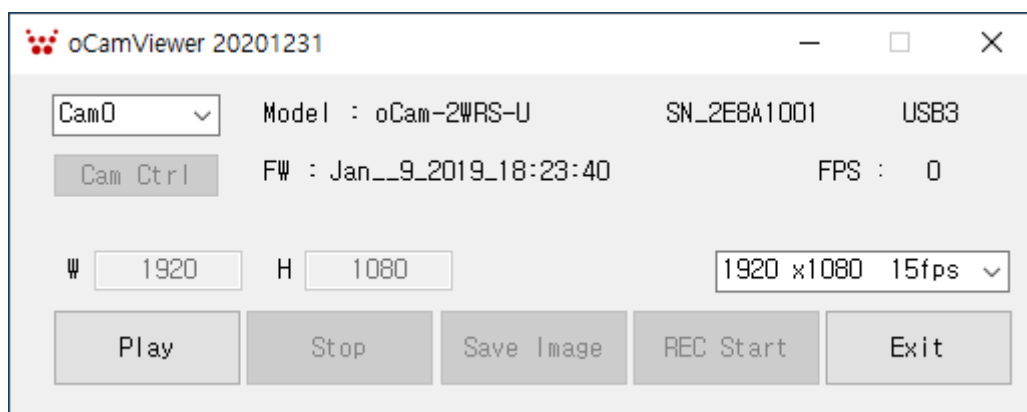 oCamViewer 20201231
Cam0 Model : oCam-2WRS-U SN_2E8A1001 USB3
Cam Ctrl FW : Jan__9_2019_18:23:40 FPS : 0
W 1920 H 1080 1920 x1080 15fps
Play Stop Save Image REC Start Exit